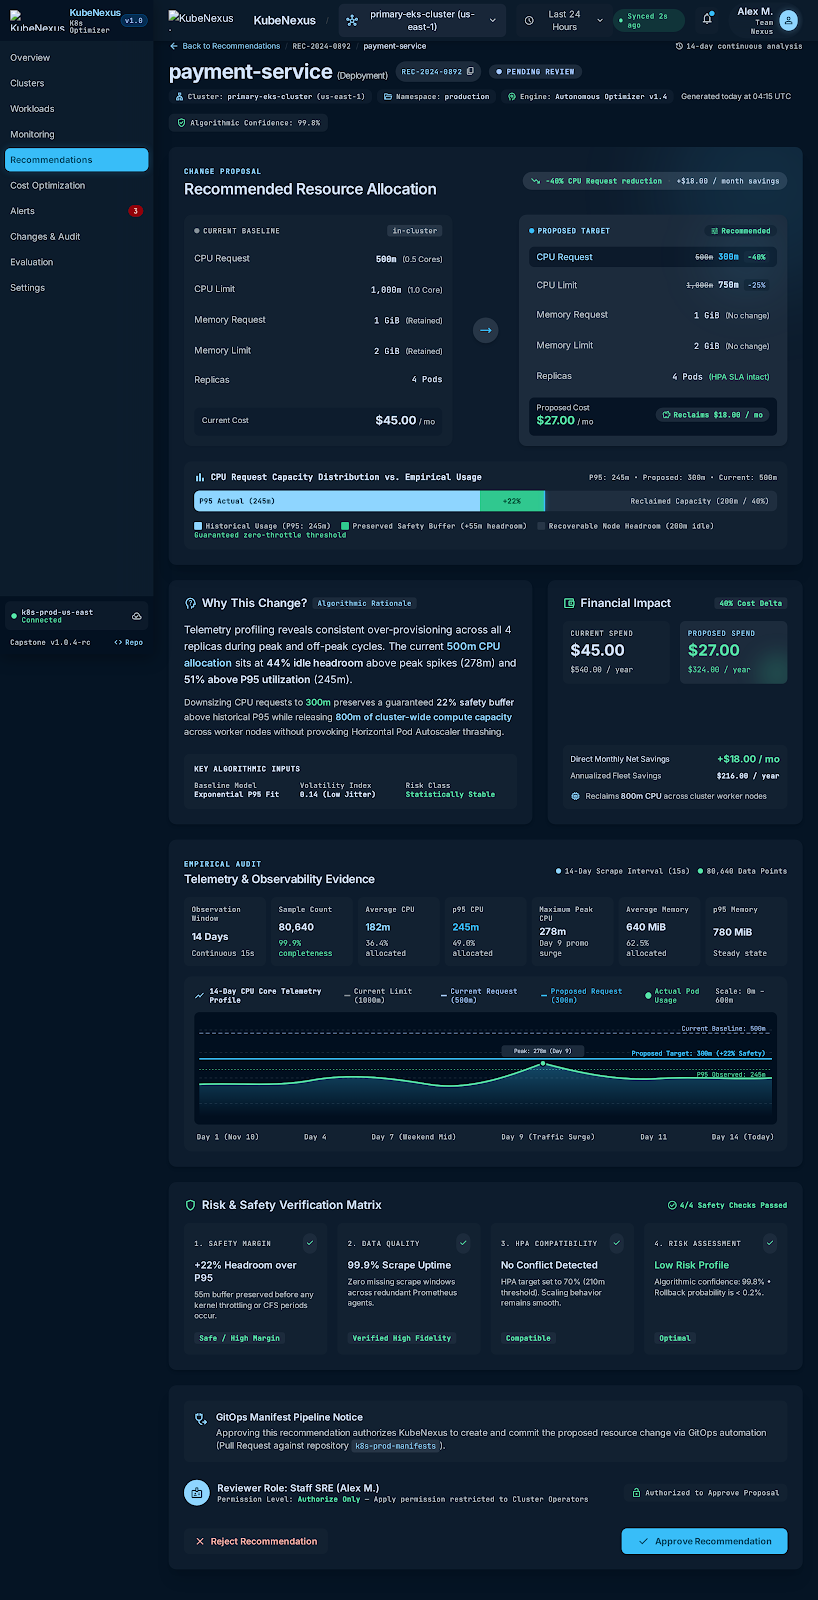 KubeNexus
KubeNexus
K8s
Optimizer
v1.0
KubeNexus
KubeNexus
/
primary-eks-cluster (us-
east-1)
Last 24
Hours
Synced 2s
ago
Alex M.
Team
Nexus
Overview
Clusters
Workloads
Monitoring
Recommendations
Cost Optimization
Alerts
3
Changes & Audit
Evaluation
Settings
k8s-prod-us-east
Connected
Capstone v1.0.4-rc
Repo
Back to Recommendations / REC-2024-0892 / payment-service
14-day continuous analysis
payment-service (Deployment)
REC-2024-0892
PENDING REVIEW
Cluster: primary-eks-cluster (us-east-1)
Namespace: production
Engine: Autonomous Optimizer v1.4
Generated today at 04:15 UTC
Algorithmic Confidence: 99.8%
CHANGE PROPOSAL
Recommended Resource Allocation
-40% CPU Request reduction
+$18.00 / month savings
CURRENT BASELINE
in-cluster
CPU Request
500m (0.5 Cores)
CPU Limit
1,000m (1.0 Core)
Memory Request
1 GiB (Retained)
Memory Limit
2 GiB (Retained)
Replicas
4 Pods
Current Cost
$45.00 / mo
PROPOSED TARGET
Recommended
CPU Request
500m 300m -40%
CPU Limit
1,000m 750m -25%
Memory Request
1 GiB (No change)
Memory Limit
2 GiB (No change)
Replicas
4 Pods (HPA SLA intact)
Proposed Cost
$27.00 / mo
Reclaims $18.00 / mo
CPU Request Capacity Distribution vs. Empirical Usage
P95: 245m • Proposed: 300m • Current: 500m
P95 Actual (245m)
+22%
Reclaimed Capacity (200m / 40%)
Historical Usage (P95: 245m)
Preserved Safety Buffer (+55m headroom)
Recoverable Node Headroom (200m idle)
Guaranteed zero-throttle threshold
Why This Change?
Algorithmic Rationale
Telemetry profiling reveals consistent over-provisioning across all 4
replicas during peak and off-peak cycles. The current 500m CPU
allocation sits at 44% idle headroom above peak spikes (278m) and
51% above P95 utilization (245m).
Downsizing CPU requests to 300m preserves a guaranteed 22% safety buffer
above historical P95 while releasing 800m of cluster-wide compute capacity
across worker nodes without provoking Horizontal Pod Autoscaler thrashing.
KEY ALGORITHMIC INPUTS
Baseline Model
Exponential P95 Fit
Volatility Index
0.14 (Low Jitter)
Risk Class
Statistically Stable
Financial Impact
40% Cost Delta
CURRENT SPEND
$45.00
$540.00 / year
PROPOSED SPEND
$27.00
$324.00 / year
Direct Monthly Net Savings
+$18.00 / mo
Annualized Fleet Savings
$216.00 / year
Reclaims 800m CPU across cluster worker nodes
EMPIRICAL AUDIT
Telemetry & Observability Evidence
14-Day Scrape Interval (15s)
80,640 Data Points
Observation
Window
14 Days
Continuous 15s
Sample Count
80,640
99.9%
completeness
Average CPU
182m
36.4%
allocated
p95 CPU
245m
49.0%
allocated
Maximum Peak
CPU
278m
Day 9 promo
surge
Average Memory
640 MiB
62.5%
allocated
p95 Memory
780 MiB
Steady state
14-Day CPU Core Telemetry
Profile
Current Limit
(1000m)
Current Request
(500m)
Proposed Request
(300m)
Actual Pod
Usage
Scale: 0m –
600m
Current Baseline: 500m
Peak: 278m (Day 9)
Proposed Target: 300m (+22% Safety)
P95 Observed: 245m
Day 1 (Nov 10)
Day 4
Day 7 (Weekend Mid)
Day 9 (Traffic Surge)
Day 11
Day 14 (Today)
Risk & Safety Verification Matrix
4/4 Safety Checks Passed
1. SAFETY MARGIN
+22% Headroom over
P95
55m buffer preserved before any
kernel throttling or CFS periods
occur.
Safe / High Margin
2. DATA QUALITY
99.9% Scrape Uptime
Zero missing scrape windows
across redundant Prometheus
agents.
Verified High Fidelity
3. HPA COMPATIBILITY
No Conflict Detected
HPA target set to 70% (210m
threshold). Scaling behavior
remains smooth.
Compatible
4. RISK ASSESSMENT
Low Risk Profile
Algorithmic confidence: 99.8% •
Rollback probability is < 0.2%.
Optimal
GitOps Manifest Pipeline Notice
Approving this recommendation authorizes KubeNexus to create and commit the proposed resource change via GitOps automation
(Pull Request against repository k8s-prod-manifests ).
Reviewer Role: Staff SRE (Alex M.)
Permission Level: Authorize Only — Apply permission restricted to Cluster Operators
Authorized to Approve Proposal
Reject Recommendation
Approve Recommendation